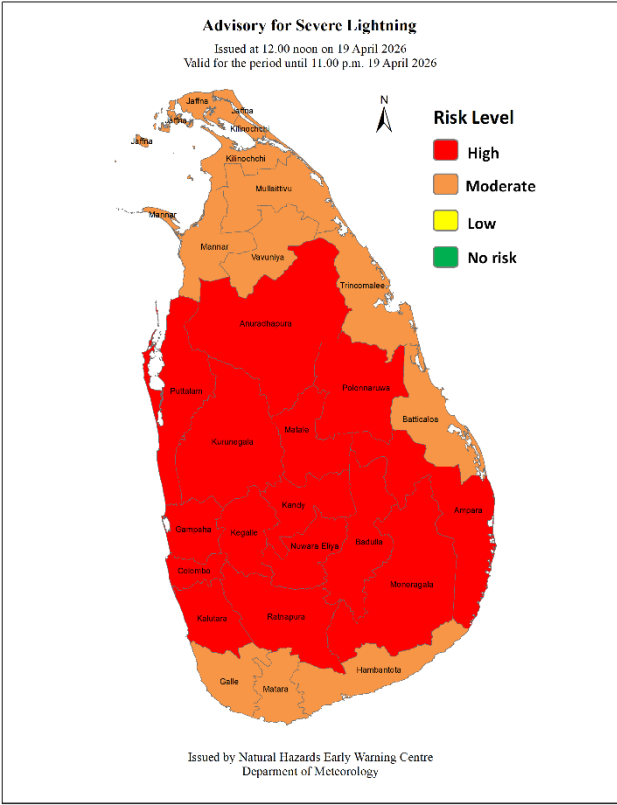 Advisory for Severe Lightning
Issued at 12.00 noon on 19 April 2026
Valid for the period until 11.00 p.m. 19 April 2026
N
Risk Level
High
Moderate
Low
No risk
Jaffna
Jaffna
Jaffna
Jaffna
Kilinochchi
Kilinochchi
Mullaittivu
Mannar
Mannar
Vavuniya
Trincomalee
Anuradhapura
Puttalam
Polonnaruwa
Batticaloa
Kurunegala
Matale
Kandy
Ampara
Gampaha
Kegalle
Nuwara Eliya
Badulla
Colombo
Moneragala
Kalutara
Ratnapura
Galle
Matara
Hambantota
Issued by Natural Hazards Early Warning Centre
Deparment of Meteorology